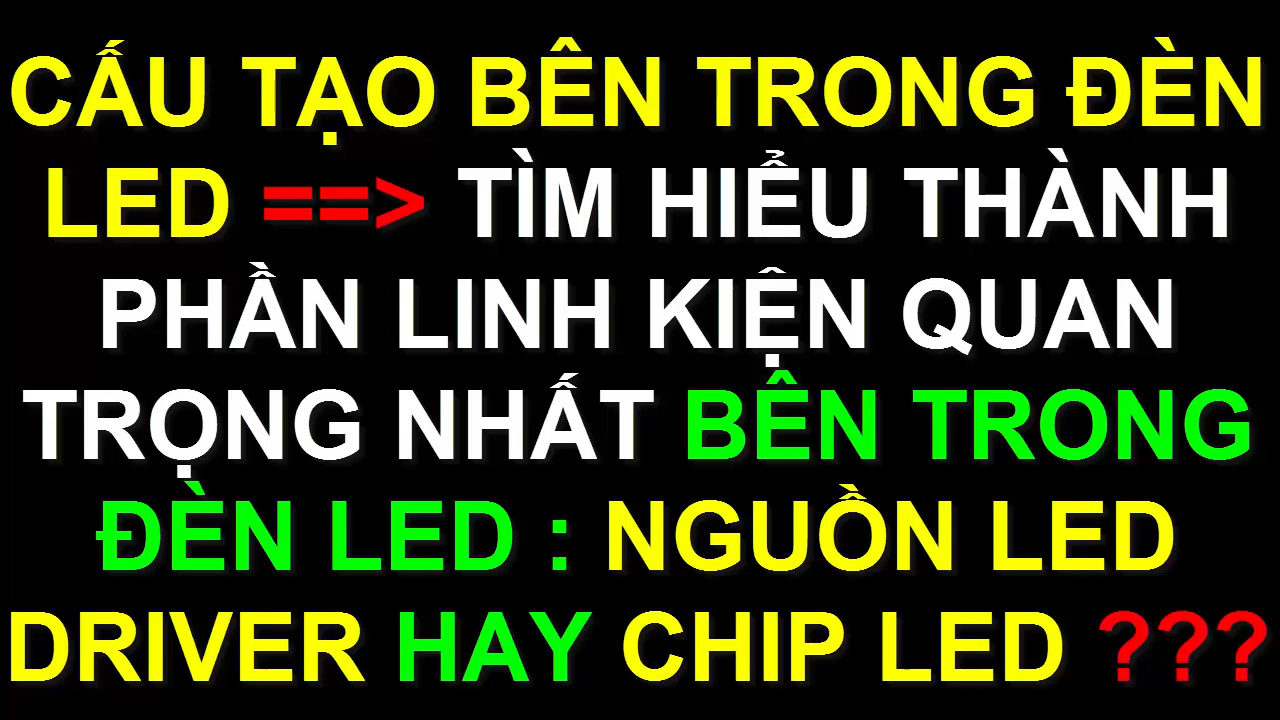 CẤU TẠO BÊN TRONG ĐÈN
LED ==> TÌM HIỂU THÀNH
PHẦN LINH KIỆN QUAN
TRỌNG NHẤT BÊN TRONG
ĐÈN LED : NGUỒN LED
DRIVER HAY CHIP LED ???